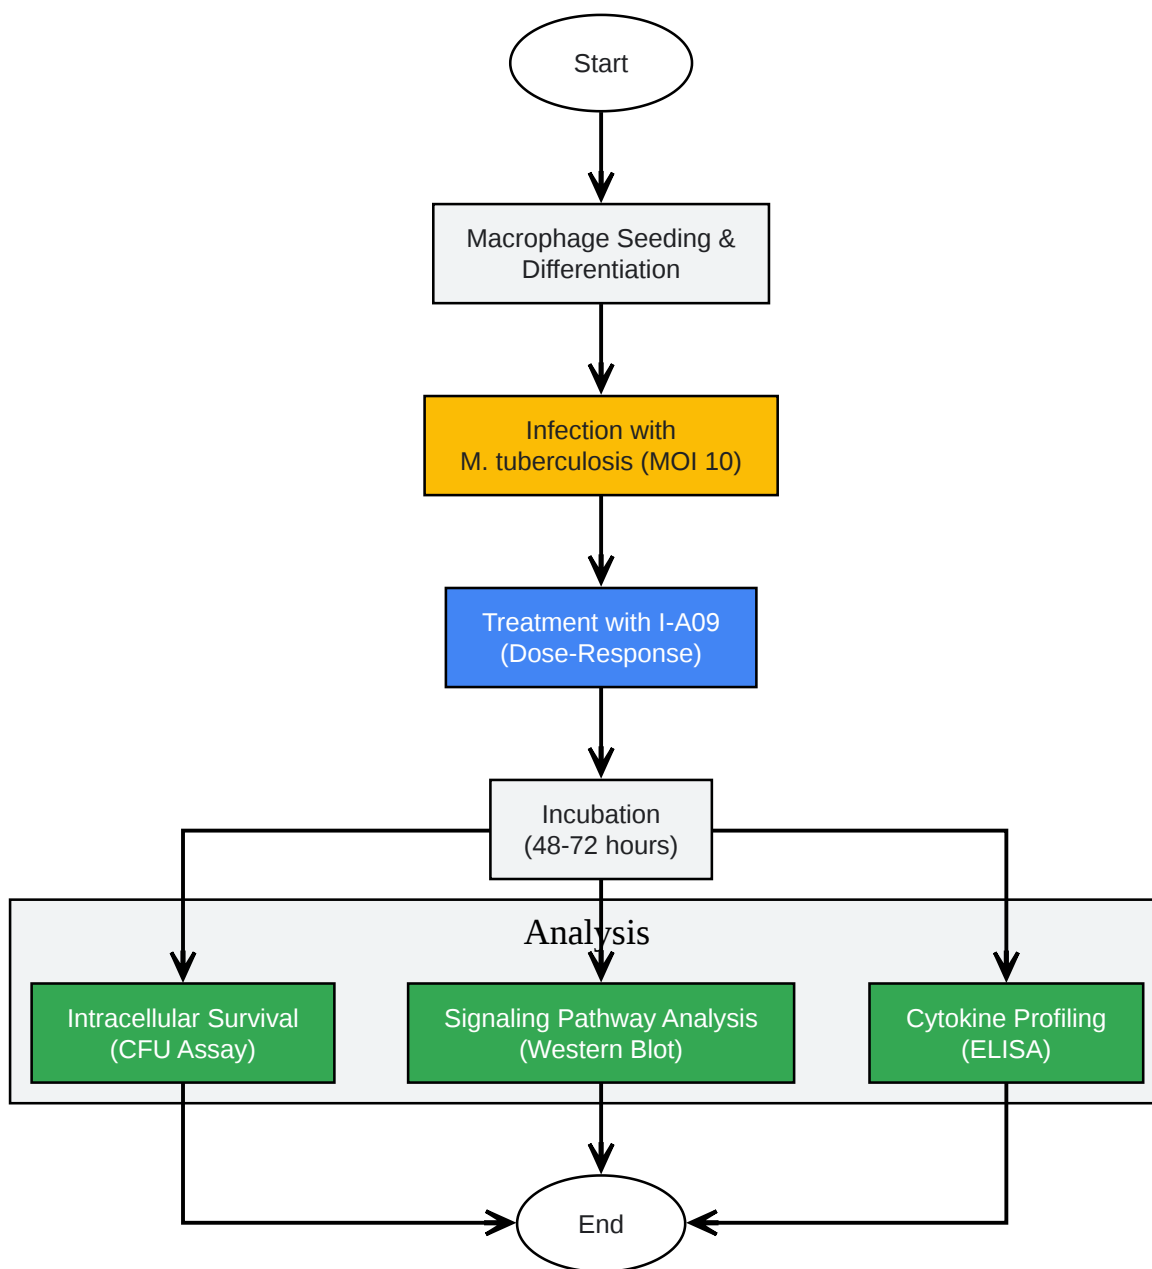 Start
Macrophage Seeding &
Differentiation
Infection with
M. tuberculosis (MOI 10)
Treatment with I-A09
(Dose-Response)
Incubation
(48-72 hours)
Analysis
Intracellular Survival
(CFU Assay)
Signaling Pathway Analysis
(Western Blot)
Cytokine Profiling
(ELISA)
End